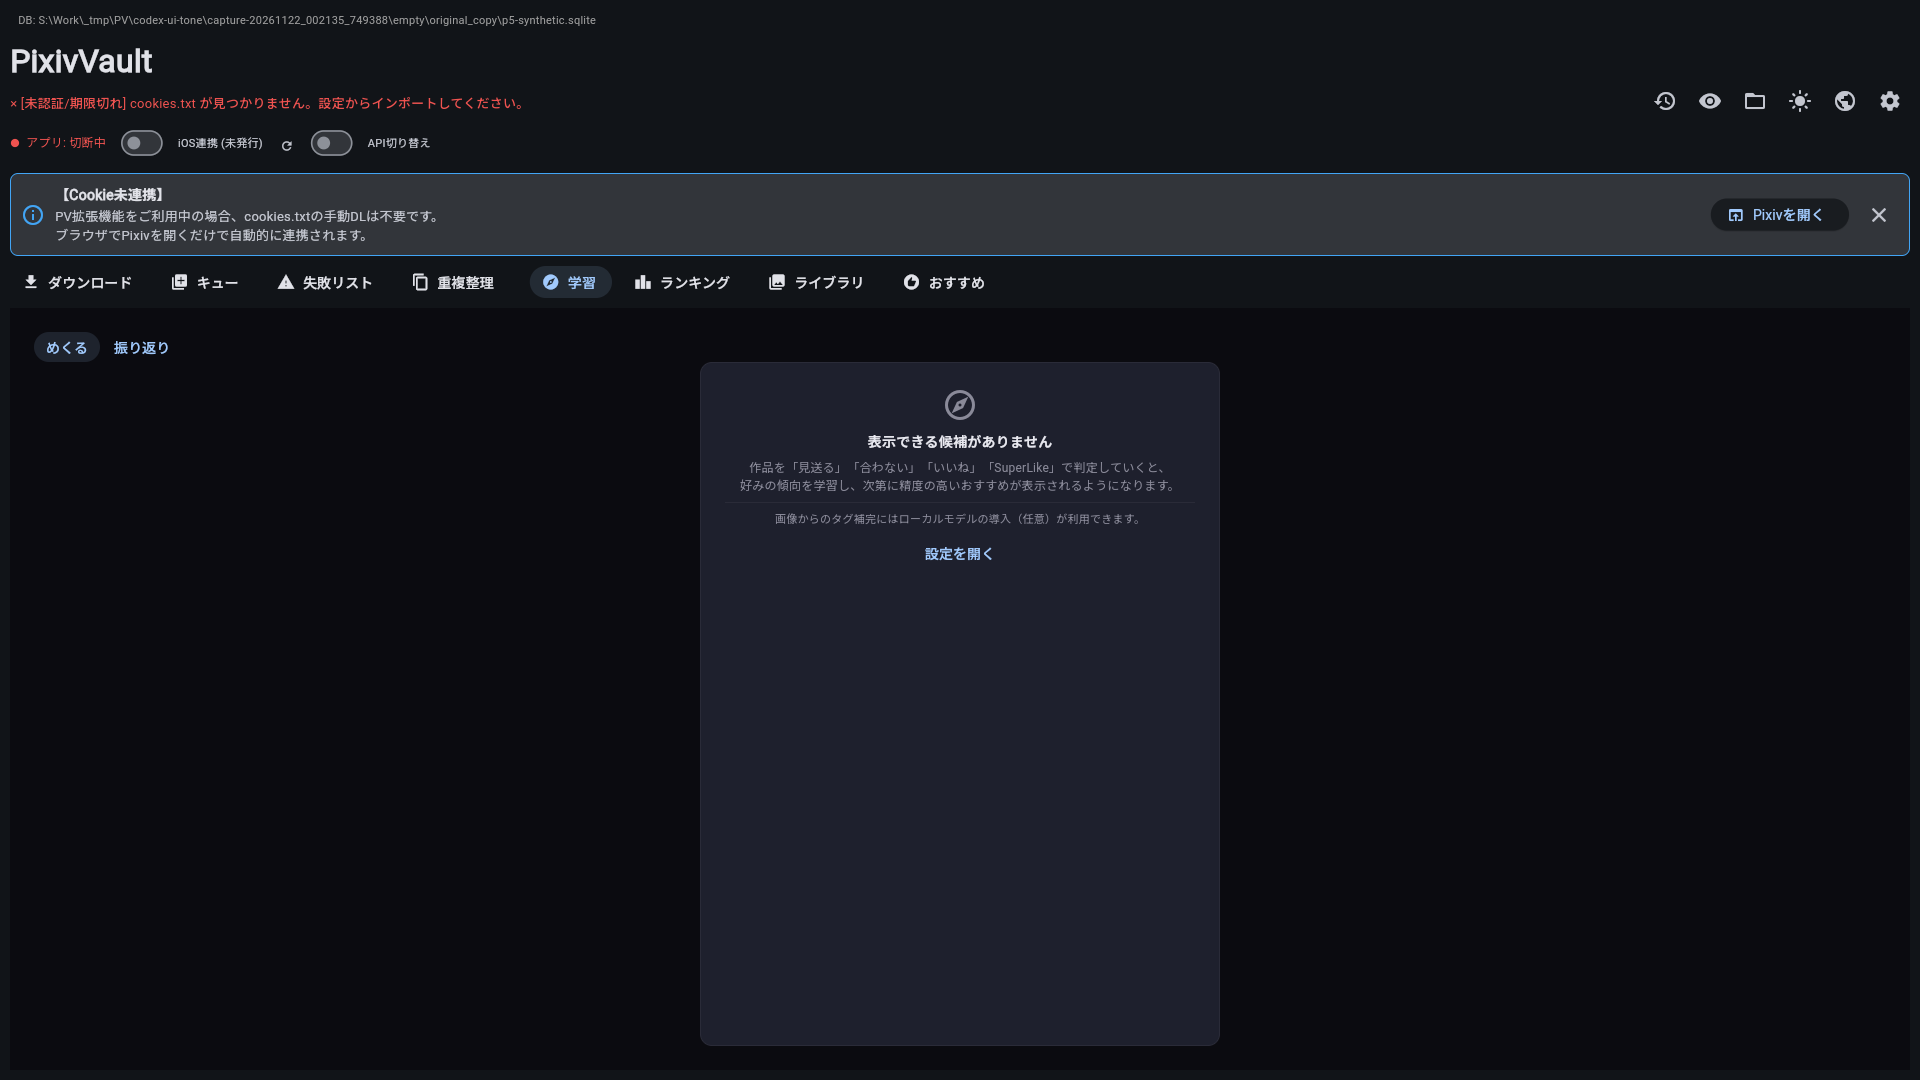 DB: S:\Work\_tmp\PV\codex-ui-tone\capture-20261122_002135_749388\empty\original_copy\p5-synthetic.sqlite
PixivVault
× [未認証/期限切れ] cookies.txt が見つかりません。設定からインポートしてください。
アプリ: 切断中
iOS連携 (未発行)
API切り替え
【Cookie未連携】
PV拡張機能をご利用中の場合、cookies.txtの手動DLは不要です。
ブラウザでPixivを開くだけで自動的に連携されます。
Pixivを開く
ダウンロード
キュー
失敗リスト
重複整理
学習
ランキング
ライブラリ
おすすめ
めくる
振り返り
表示できる候補がありません
作品を「見送る」「合わない」「いいね」「SuperLike」で判定していくと、
好みの傾向を学習し、次第に精度の高いおすすめが表示されるようになります。
画像からのタグ補完にはローカルモデルの導入（任意）が利用できます。
設定を開く